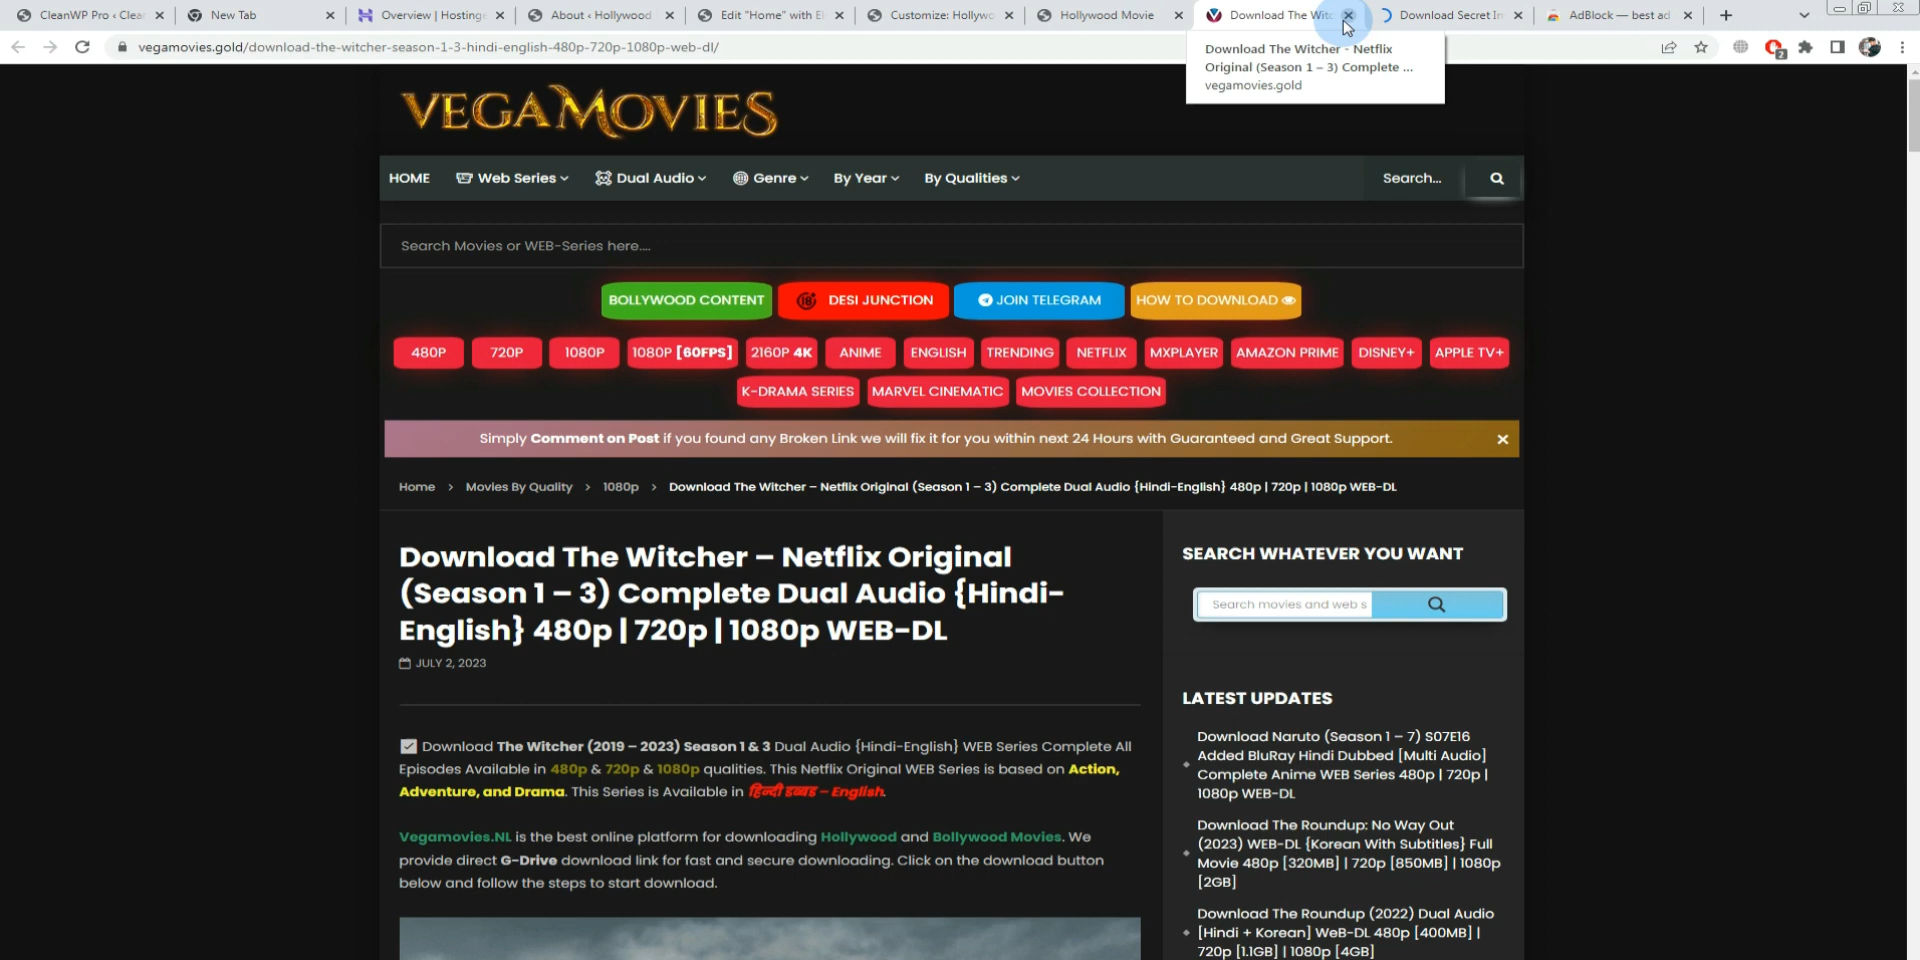 CleanWP Pro ‹ Clear
New Tab
Overview | Hostinge
About ‹ Hollywood
Edit "Home" with El
Customize: Hollywo
Hollywood Movie
Download The Witc
Download Secret In
AdBlock — best ad
vegamovies.gold/download-the-witcher-season-1-3-hindi-english-480p-720p-1080p-web-dl/
2
Download The Witcher - Netflix
Original (Season 1 – 3) Complete ...
vegamovies.gold
VEGAMOVIES
HOME
Web Series
Dual Audio
Genre
By Year
By Qualities
Search...
Search Movies or WEB-Series here....
BOLLYWOOD CONTENT
18 DESI JUNCTION
JOIN TELEGRAM
HOW TO DOWNLOAD
480P
720P
1080P
1080P [60FPS]
2160P 4K
ANIME
ENGLISH
TRENDING
NETFLIX
MXPLAYER
AMAZON PRIME
DISNEY+
APPLE TV+
K-DRAMA SERIES
MARVEL CINEMATIC
MOVIES COLLECTION
Simply Comment on Post if you found any Broken Link we will fix it for you within next 24 Hours with Guaranteed and Great Support.
Home > Movies By Quality > 1080p > Download The Witcher – Netflix Original (Season 1 – 3) Complete Dual Audio {Hindi-English} 480p | 720p | 1080p WEB-DL
Download The Witcher – Netflix Original
(Season 1 – 3) Complete Dual Audio {Hindi-
English} 480p | 720p | 1080p WEB-DL
JULY 2, 2023
Download The Witcher (2019 – 2023) Season 1 & 3 Dual Audio {Hindi-English} WEB Series Complete All
Episodes Available in 480p & 720p & 1080p qualities. This Netflix Original WEB Series is based on Action,
Adventure, and Drama. This Series is Available in हिन्दी डब्बड – English.
Vegamovies.NL is the best online platform for downloading Hollywood and Bollywood Movies. We
provide direct G-Drive download link for fast and secure downloading. Click on the download button
below and follow the steps to start download.
SEARCH WHATEVER YOU WANT
Search movies and web s
LATEST UPDATES
Download Naruto (Season 1 – 7) S07E16
Added BluRay Hindi Dubbed [Multi Audio]
Complete Anime WEB Series 480p | 720p |
1080p WEB-DL
Download The Roundup: No Way Out
(2023) WEB-DL {Korean With Subtitles} Full
Movie 480p [320MB] | 720p [850MB] | 1080p
[2GB]
Download The Roundup (2022) Dual Audio
[Hindi + Korean] WeB-DL 480p [400MB] |
720p [1.1GB] | 1080p [4GB]